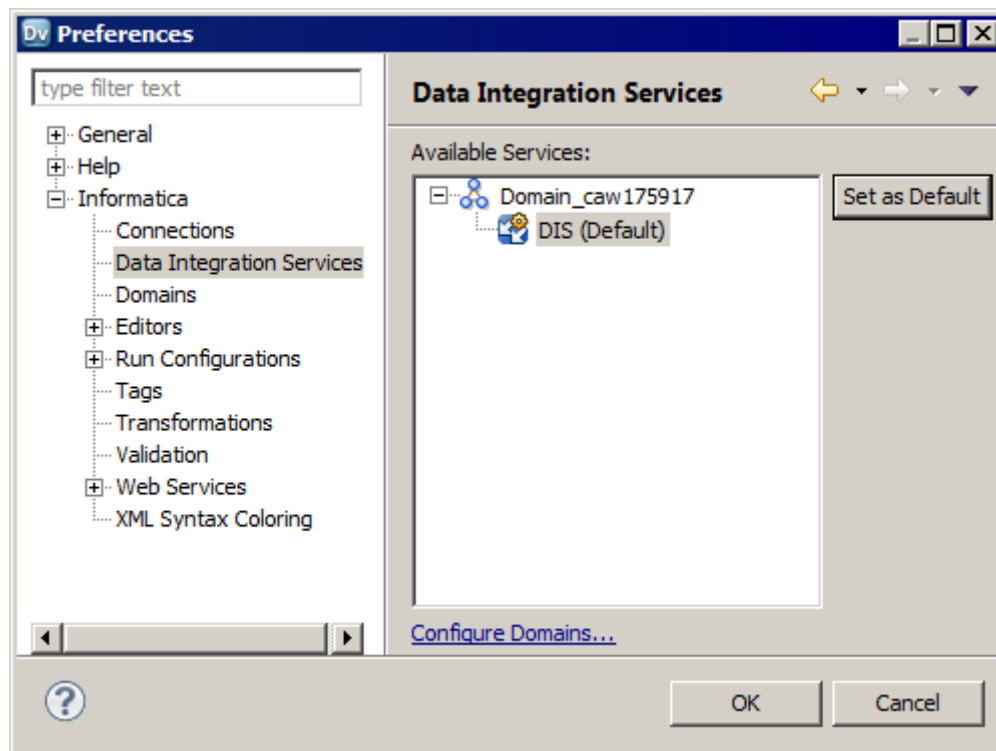 Dv Preferences
type filter text
General
Help
Informatica
Connections
Data Integration Services
Domains
Editors
Run Configurations
Tags
Transformations
Validation
Web Services
XML Syntax Coloring
Data Integration Services
Available Services:
Domain_caw175917
DIS (Default)
Set as Default
Configure Domains...
?
OK
Cancel